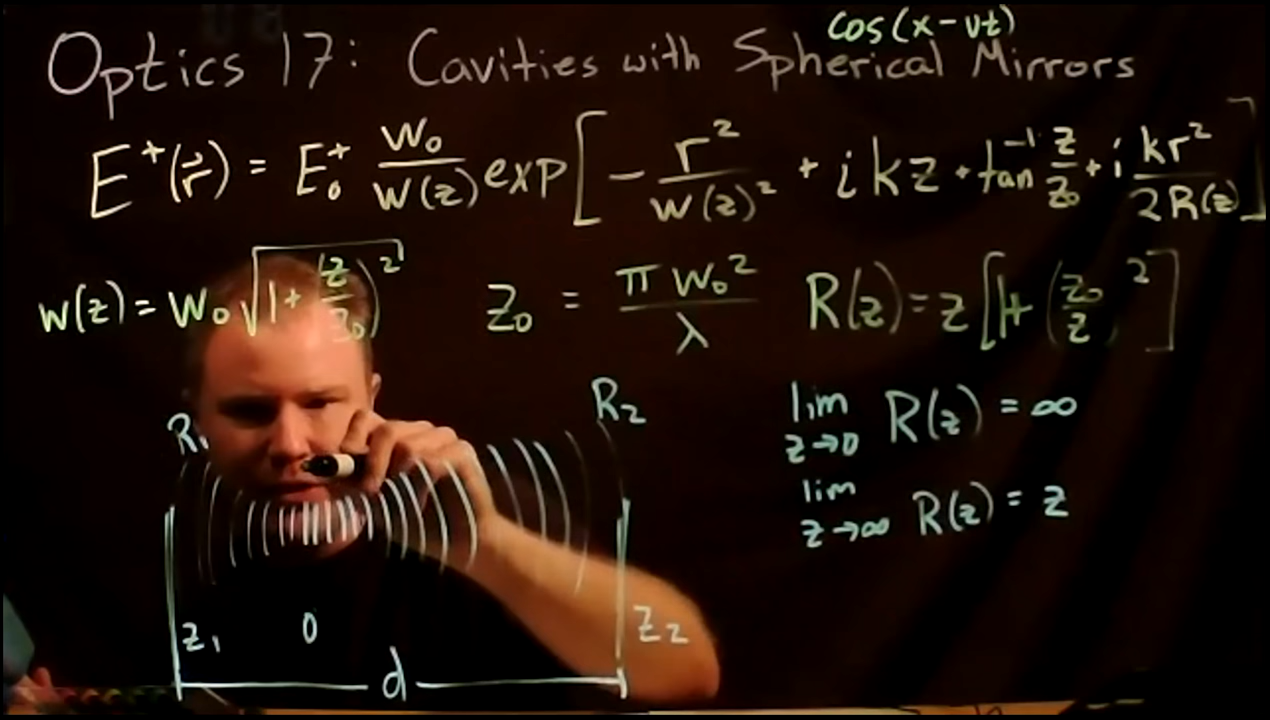 cos(x-vt)
Optics 17: Cavities with Spherical Mirrors
E⁺(r⃗) = E₀⁺ W₀/W(z) exp[-r²/W(z)² + ikz + tan⁻¹ z/z₀ + i kr²/2R(z)]
W(z) = W₀√(1+(z/z₀)²) Z₀ = πW₀²/λ R(z) = z[1+(z₀/z)²]
R₁ R₂ lim z→0 R(z) = ∞
lim z→∞ R(z) = z
z₁ 0 z₂
d